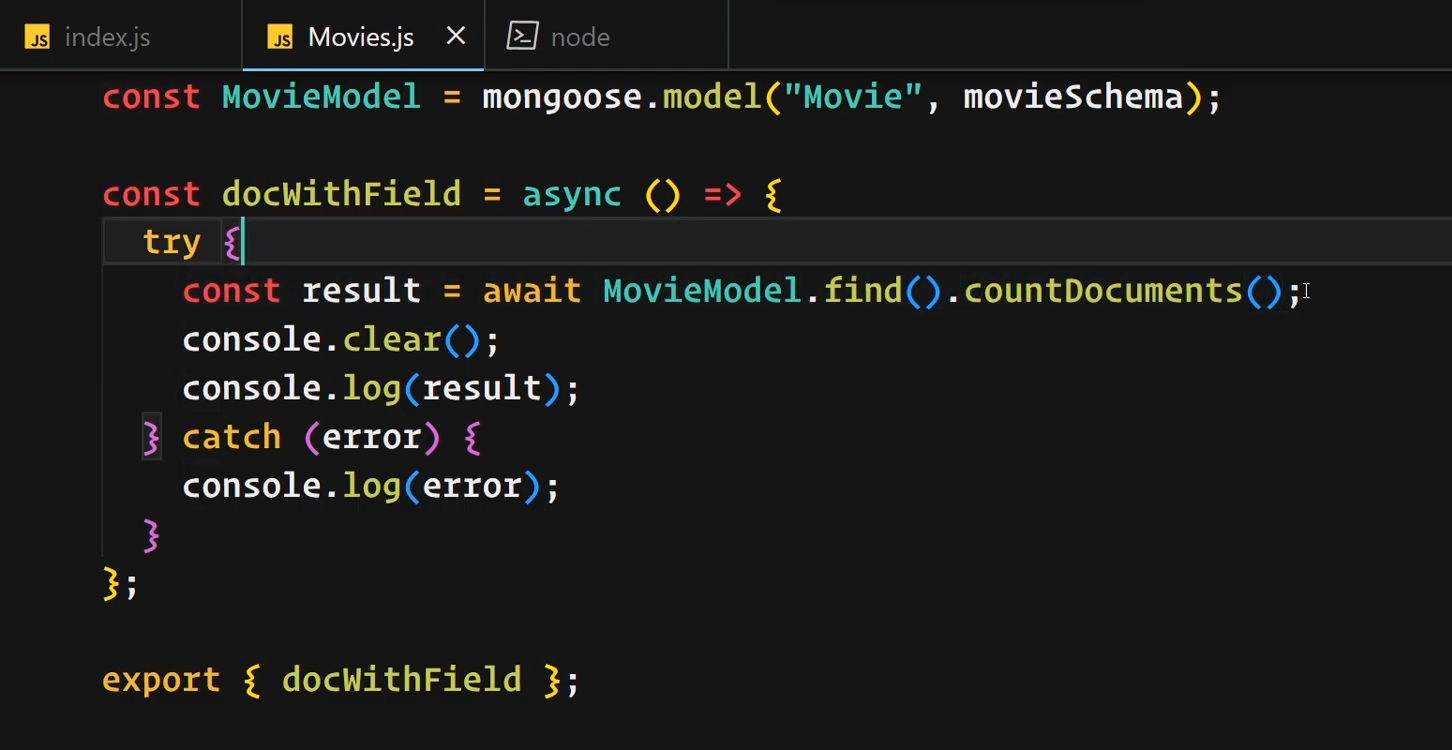 JS index.js JS Movies.js × >_ node
const MovieModel = mongoose.model("Movie", movieSchema);
const docWithField = async () => {
  try {
    const result = await MovieModel.find().countDocuments();
    console.clear();
    console.log(result);
  } catch (error) {
    console.log(error);
  }
};
export { docWithField };